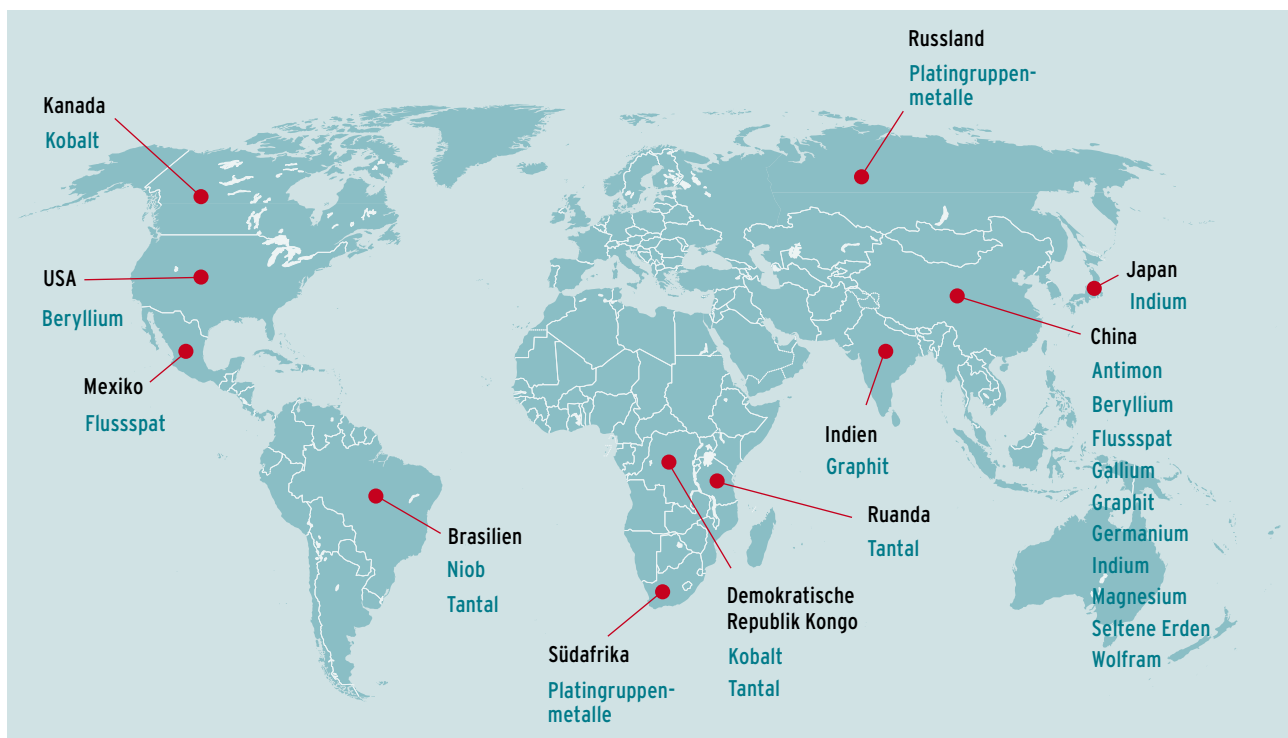 Russland
Platingruppen-
metalle
Kanada
Kobalt
USA
Beryllium
Mexiko
Flussspat
Japan
Indium
China
Antimon
Beryllium
Flussspat
Gallium
Graphit
Germanium
Indium
Magnesium
Seltene Erden
Wolfram
Indien
Graphit
Ruanda
Tantal
Brasilien
Niob
Tantal
Demokratische
Republik Kongo
Kobalt
Tantal
Südafrika
Platingruppen-
metalle